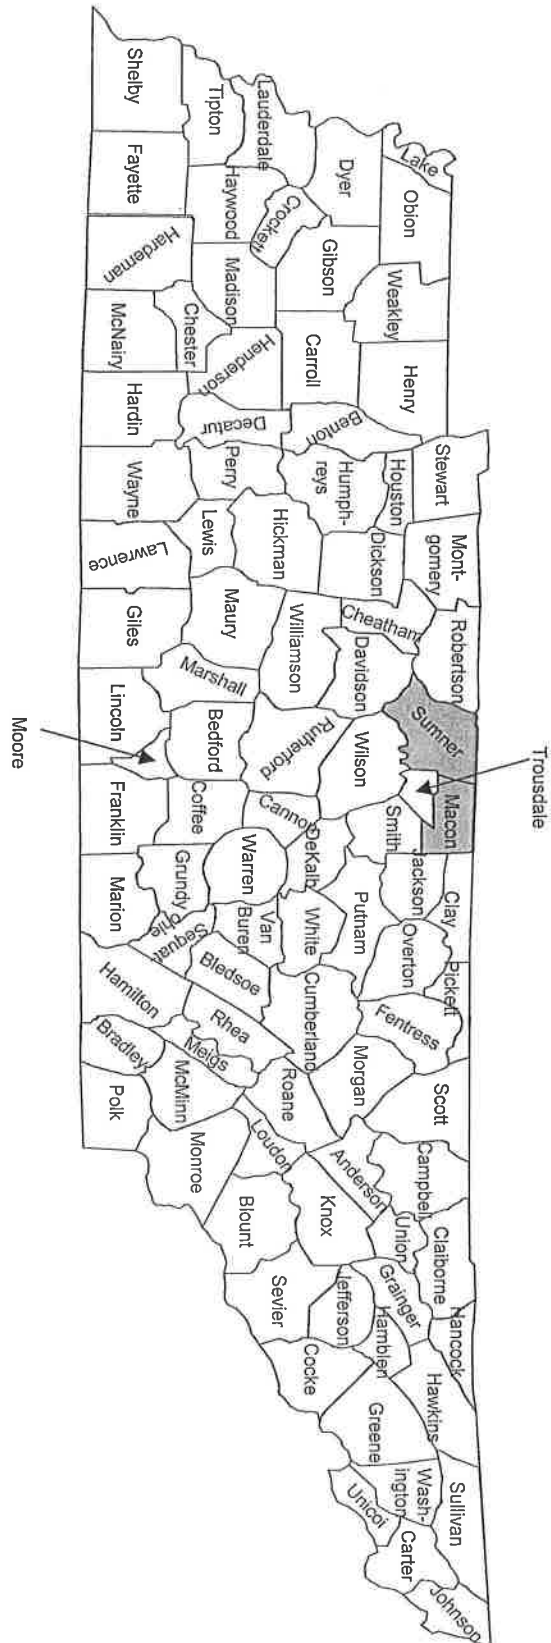 Shelby
Tipton
Lauderdale
Fayette
Haywood
Crockett
Dyer
Lake
Obion
Hardeman
Madison
Gibson
Weakley
McNairy
Chester
Henderson
Carroll
Henry
Hardin
Decatur
Benton
Stewart
Houston
Humph-
reys
Perry
Wayne
Lewis
Hickman
Dickson
Mont-
gomery
Lawrence
Giles
Maury
Williamson
Cheatham
Davidson
Robertson
Marshall
Lincoln
Bedford
Rutherford
Wilson
Sumner
Trousdale
Macon
Moore
Franklin
Coffee
Cannon
DeKalb
Smith
Jackson
Clay
Warren
Grundy
Marion
Sequat-
chie
Van
Buren
White
Putnam
Overton
Pickett
Fentress
Cumberland
Bledsoe
Hamilton
Rhea
Meigs
Bradley
McMinn
Polk
Monroe
Roane
Morgan
Scott
Loudon
Anderson
Campbell
Blount
Knox
Union
Claiborne
Sevier
Jefferson
Grainger
Hamblen
Hancock
Cocke
Greene
Hawkins
Unicoi
Wash-
ington
Sullivan
Carter
Johnson